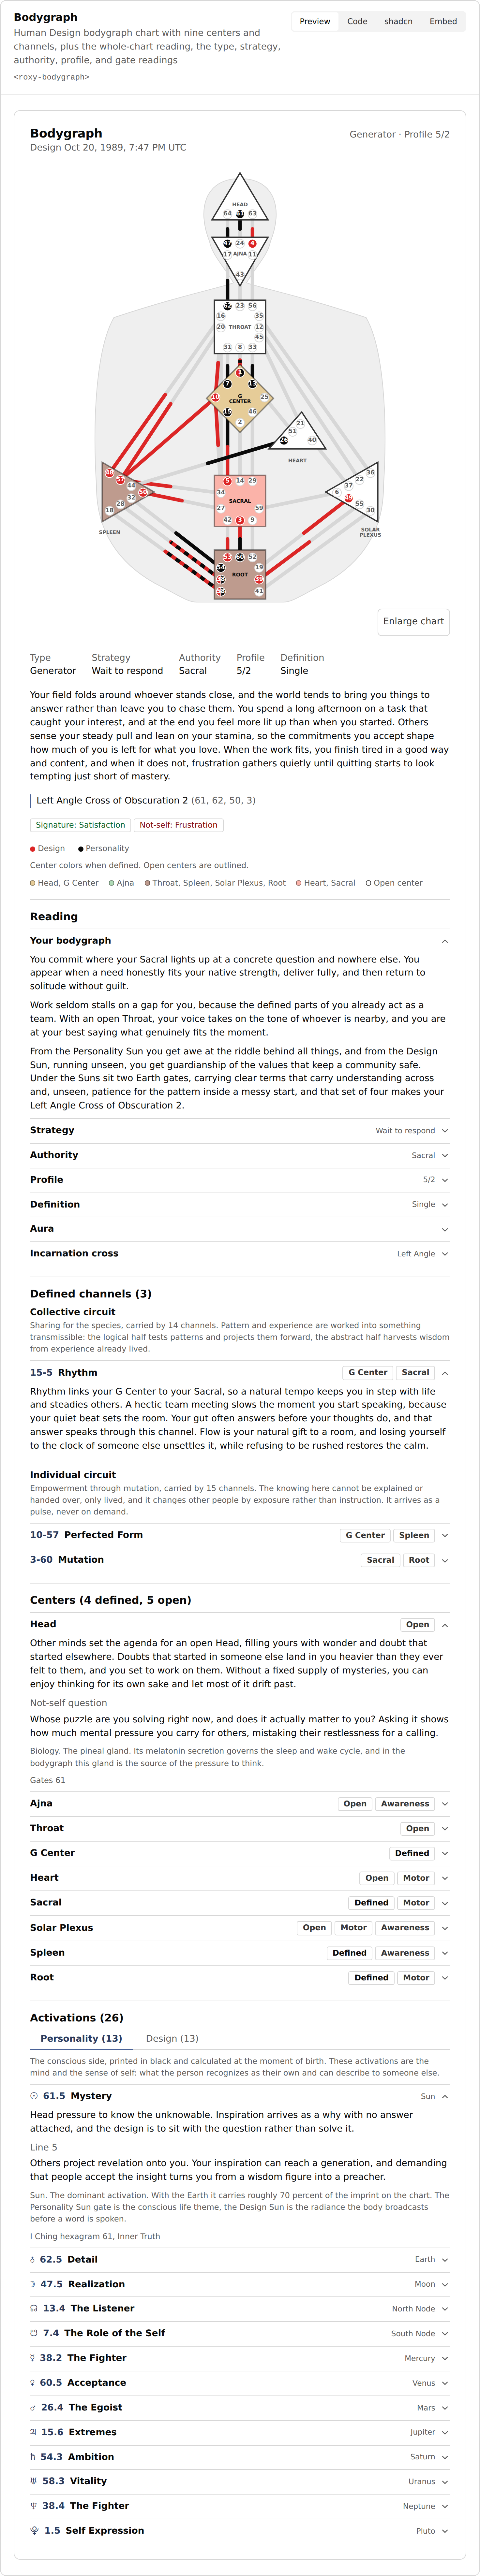 Bodygraph
Human Design bodygraph chart with nine centers and
channels, plus the whole-chart reading, the type, strategy,
authority, profile, and gate readings
<roxy-bodygraph>
Preview Code shadcn Embed
Bodygraph
Generator · Profile 5/2
Design Oct 20, 1989, 7:47 PM UTC
HEAD
64 61 63
47 24 4
17 AJNA 11
43
62 23 56
16 35
20 THROAT 12
45
31 8 33
1
7 13
10 G CENTER 25
15 46
2
21
51
26 40
HEART
48
57
44 50
32
28
18
SPLEEN
5 14 29
34
SACRAL
27 59
42 3 9
36
22
37
6 49
55
30
SOLAR
PLEXUS
53 60 52
54 19
38 ROOT 39
58 41
Enlarge chart
Type Strategy Authority Profile Definition
Generator Wait to respond Sacral 5/2 Single
Your field folds around whoever stands close, and the world tends to bring you things to
answer rather than leave you to chase them. You spend a long afternoon on a task that
caught your interest, and at the end you feel more lit up than when you started. Others
sense your steady pull and lean on your stamina, so the commitments you accept shape
how much of you is left for what you love. When the work fits, you finish tired in a good way
and content, and when it does not, frustration gathers quietly until quitting starts to look
tempting just short of mastery.
Left Angle Cross of Obscuration 2 (61, 62, 50, 3)
Signature: Satisfaction Not-self: Frustration
Design Personality
Center colors when defined. Open centers are outlined.
Head, G Center Ajna Throat, Spleen, Solar Plexus, Root Heart, Sacral Open center
Reading
Your bodygraph
You commit where your Sacral lights up at a concrete question and nowhere else. You
appear when a need honestly fits your native strength, deliver fully, and then return to
solitude without guilt.
Work seldom stalls on a gap for you, because the defined parts of you already act as a
team. With an open Throat, your voice takes on the tone of whoever is nearby, and you are
at your best saying what genuinely fits the moment.
From the Personality Sun you get awe at the riddle behind all things, and from the Design
Sun, running unseen, you get guardianship of the values that keep a community safe.
Under the Suns sit two Earth gates, carrying clear terms that carry understanding across
and, unseen, patience for the pattern inside a messy start, and that set of four makes your
Left Angle Cross of Obscuration 2.
Strategy Wait to respond
Authority Sacral
Profile 5/2
Definition Single
Aura
Incarnation cross Left Angle
Defined channels (3)
Collective circuit
Sharing for the species, carried by 14 channels. Pattern and experience are worked into something
transmissible: the logical half tests patterns and projects them forward, the abstract half harvests wisdom
from experience already lived.
15-5 Rhythm G Center Sacral
Rhythm links your G Center to your Sacral, so a natural tempo keeps you in step with life
and steadies others. A hectic team meeting slows the moment you start speaking, because
your quiet beat sets the room. Your gut often answers before your thoughts do, and that
answer speaks through this channel. Flow is your natural gift to a room, and losing yourself
to the clock of someone else unsettles it, while refusing to be rushed restores the calm.
Individual circuit
Empowerment through mutation, carried by 15 channels. The knowing here cannot be explained or
handed over, only lived, and it changes other people by exposure rather than instruction. It arrives as a
pulse, never on demand.
10-57 Perfected Form G Center Spleen
3-60 Mutation Sacral Root
Centers (4 defined, 5 open)
Head Open
Other minds set the agenda for an open Head, filling yours with wonder and doubt that
started elsewhere. Doubts that started in someone else land in you heavier than they ever
felt to them, and you set to work on them. Without a fixed supply of mysteries, you can
enjoy thinking for its own sake and let most of it drift past.
Not-self question
Whose puzzle are you solving right now, and does it actually matter to you? Asking it shows
how much mental pressure you carry for others, mistaking their restlessness for a calling.
Biology. The pineal gland. Its melatonin secretion governs the sleep and wake cycle, and in the
bodygraph this gland is the source of the pressure to think.
Gates 61
Ajna Open Awareness
Throat Open
G Center Defined
Heart Open Motor
Sacral Defined Motor
Solar Plexus Open Motor Awareness
Spleen Defined Awareness
Root Defined Motor
Activations (26)
Personality (13) Design (13)
The conscious side, printed in black and calculated at the moment of birth. These activations are the
mind and the sense of self: what the person recognizes as their own and can describe to someone else.
☉ 61.5 Mystery Sun
Head pressure to know the unknowable. Inspiration arrives as a why with no answer
attached, and the design is to sit with the question rather than solve it.
Line 5
Others project revelation onto you. Your inspiration can reach a generation, and demanding
that people accept the insight turns you from a wisdom figure into a preacher.
Sun. The dominant activation. With the Earth it carries roughly 70 percent of the imprint on the chart. The
Personality Sun gate is the conscious life theme, the Design Sun is the radiance the body broadcasts
before a word is spoken.
I Ching hexagram 61, Inner Truth
♁ 62.5 Detail Earth
☽ 47.5 Realization Moon
☊ 13.4 The Listener North Node
☋ 7.4 The Role of the Self South Node
☿ 38.2 The Fighter Mercury
♀ 60.5 Acceptance Venus
♂ 26.4 The Egoist Mars
♃ 15.6 Extremes Jupiter
♄ 54.3 Ambition Saturn
♅ 58.3 Vitality Uranus
♆ 38.4 The Fighter Neptune
1.5 Self Expression Pluto